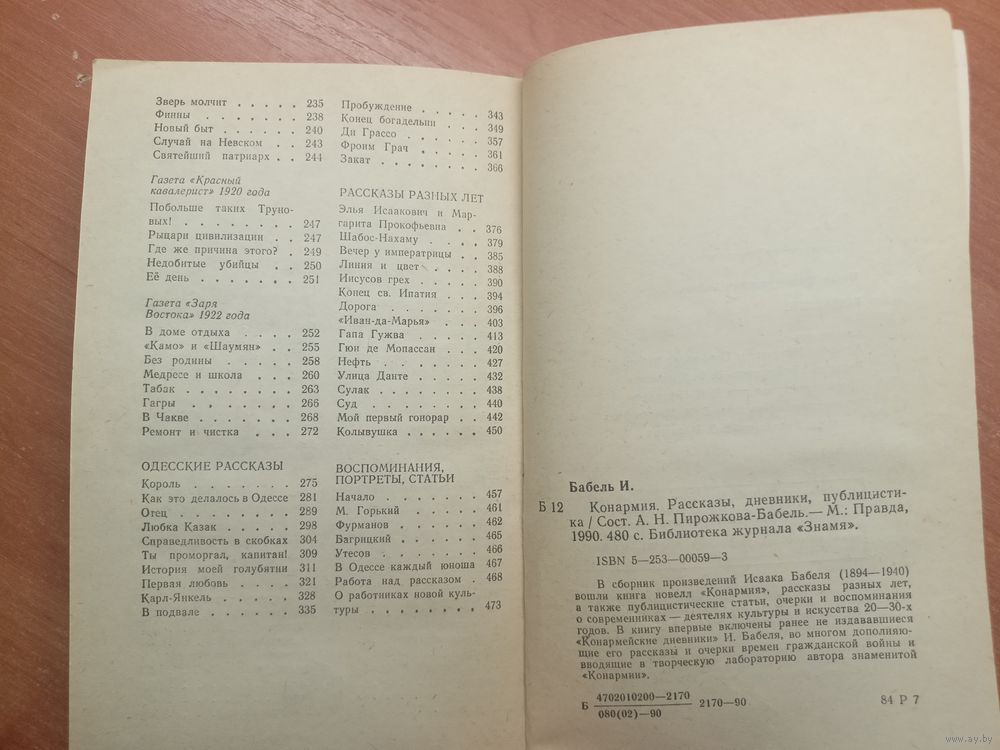 Зверь молчит . . . . . 235
Финны . . . . . . 238
Новый быт . . . . . . 240
Случай на Невском . . 243
Святейший патриарх . . 244
Газета «Красный
кавалерист» 1920 года
Побольше таких Труно-
вых! . . . . . . . . 247
Рыцари цивилизации . . 247
Где же причина этого? . 249
Недобитые убийцы . . 250
Её день . . . . . . . 251
Газета «Заря
Востока» 1922 года
В доме отдыха . . . . 252
«Камо» и «Шаумян» . . 255
Без родины . . . . . 258
Медресе и школа . . . 260
Табак . . . . . . . 263
Гагры . . . . . . . 266
В Чакве . . . . . . 268
Ремонт и чистка . . . 272
ОДЕССКИЕ РАССКАЗЫ
Король . . . . . . . 275
Как это делалось в Одессе 281
Отец . . . . . . . . 289
Любка Казак . . . . . 298
Справедливость в скобках 304
Ты проморгал, капитан! 309
История моей голубятни 311
Первая любовь . . . . 321
Карл-Янкель . . . . . 328
В подвале . . . . . . 335
Пробуждение . . . . 343
Конец богадельни . . . 349
Ди Грассо . . . . . . 357
Фроим Грач . . . . . 361
Закат . . . . . . . . 366
РАССКАЗЫ РАЗНЫХ ЛЕТ
Элья Исаакович и Мар-
гарита Прокофьевна . . 376
Шабос-Нахаму . . . . 379
Вечер у императрицы . . 385
Линия и цвет . . . . 388
Иисусов грех . . . . . 390
Конец св. Ипатия . . . 394
Дорога . . . . . . . 396
«Иван-да-Марья» . . . 403
Гапа Гужва . . . . . 413
Гюи де Мопассан . . . 420
Нефть . . . . . . . 427
Улица Данте . . . . . 432
Сулак . . . . . . . . 438
Суд . . . . . . . . 440
Мой первый гонорар . . 442
Колывушка . . . . . . 450
ВОСПОМИНАНИЯ,
ПОРТРЕТЫ, СТАТЬИ
Начало . . . . . . . 457
М. Горький . . . . . 461
Фурманов . . . . . . 462
Багрицкий . . . . . . 465
Утесов . . . . . . . 466
В Одессе каждый юноша 467
Работа над рассказом . 468
О работниках новой куль-
туры . . . . . . . . 473
Бабель И.
Б 12 Конармия. Рассказы, дневники, публицисти-
ка / Сост. А. Н. Пирожкова-Бабель.— М.: Правда,
1990. 480 с. Библиотека журнала «Знамя».
ISBN 5—253—00059—3
В сборник произведений Исаака Бабеля (1894—1940)
вошли книга новелл «Конармия», рассказы разных лет,
а также публицистические статьи, очерки и воспоминания
о современниках — деятелях культуры и искусства 20—30-х
годов. В книгу впервые включены ранее не издававшиеся
«Конармейские дневники» И. Бабеля, во многом дополняю-
щие его рассказы и очерки времен гражданской войны и
вводящие в творческую лабораторию автора знаменитой
«Конармии».
Б 4702010200—2170
080(02)—90 2170—90 84 Р 7
www.ay.by